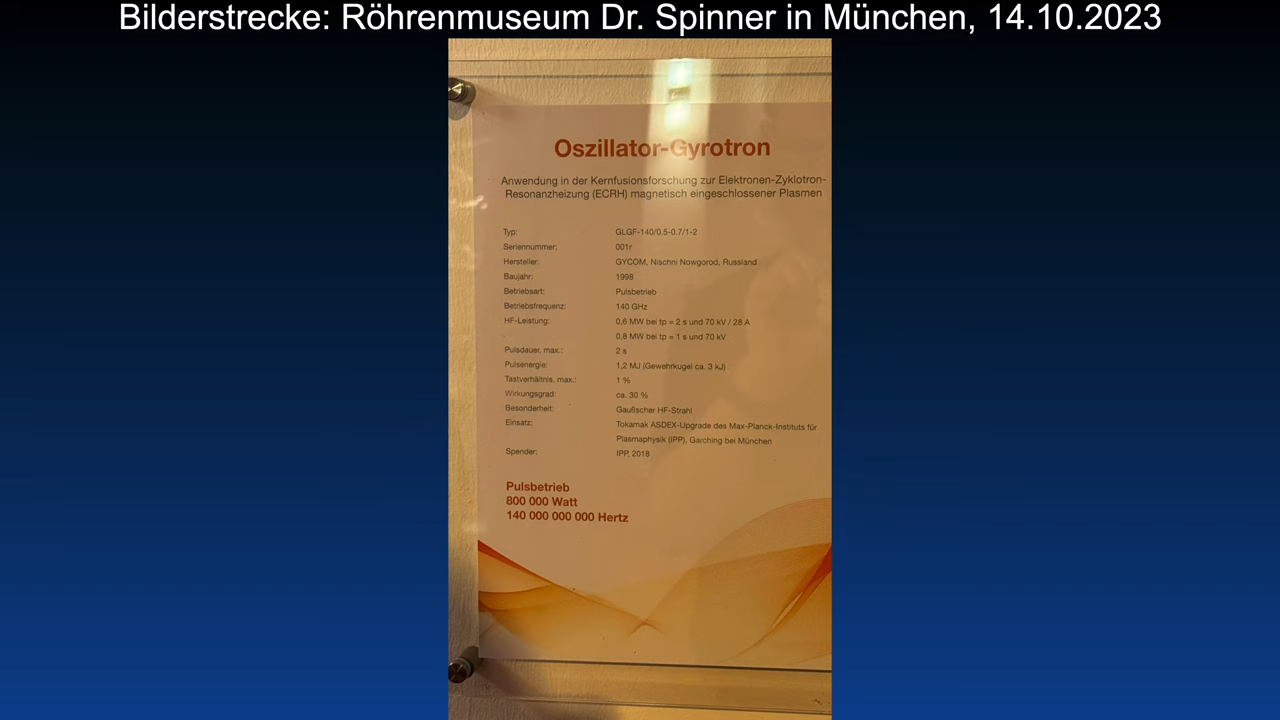 Bilderstrecke: Röhrenmuseum Dr. Spinner in München, 14.10.2023
Oszillator-Gyrotron
Anwendung in der Kernfusionsforschung zur Elektronen-Zyklotron-
Resonanzheizung (ECRH) magnetisch eingeschlossener Plasmen
Typ: GLGF-140/0.5-0.7/1-2
Seriennummer: 001r
Hersteller: GYCOM, Nischni Nowgorod, Russland
Baujahr: 1998
Betriebsart: Pulsbetrieb
Betriebsfrequenz: 140 GHz
HF-Leistung: 0,6 MW bei tp = 2 s und 70 kV / 28 A
0,8 MW bei tp = 1 s und 70 kV
Pulsdauer, max.: 2 s
Pulsenergie: 1,2 MJ (Gewehrkugel ca. 3 kJ)
Tastverhältnis, max.: 1 %
Wirkungsgrad: ca. 30 %
Besonderheit: Gaußscher HF-Strahl
Einsatz: Tokamak ASDEX-Upgrade des Max-Planck-Instituts für
Plasmaphysik (IPP), Garching bei München
Spender: IPP, 2018
Pulsbetrieb
800 000 Watt
140 000 000 000 Hertz